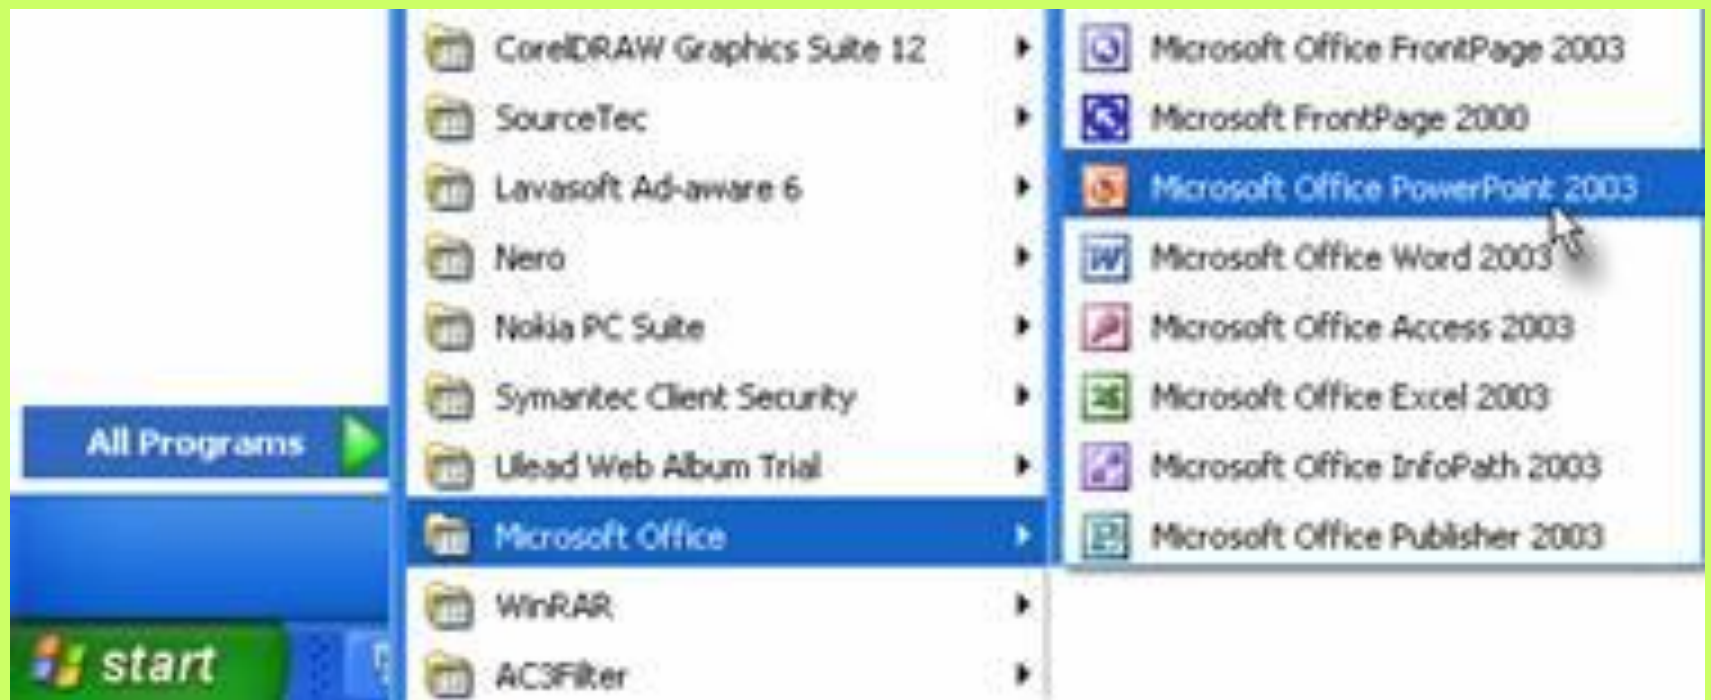 CorelDRAW Graphics Suite 12
SourceTec
Lavasoft Ad-aware 6
Nero
Nokia PC Suite
Symantec Client Security
Ulead Web Album Trial
Microsoft Office
WinRAR
AC3Filter
Microsoft Office FrontPage 2003
Microsoft FrontPage 2000
Microsoft Office PowerPoint 2003
Microsoft Office Word 2003
Microsoft Office Access 2003
Microsoft Office Excel 2003
Microsoft Office InfoPath 2003
Microsoft Office Publisher 2003
All Programs
start